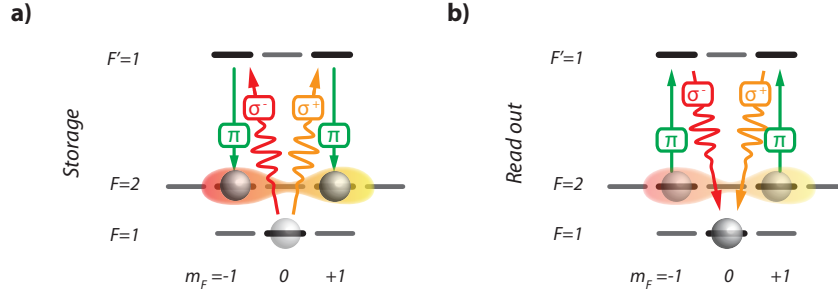 a)
Storage
F'=1
σ⁻
σ⁺
π
π
F=2
F=1
m_F =-1 0 +1
b)
Read out
F'=1
σ⁻
σ⁺
π
π
F=2
F=1
m_F =-1 0 +1